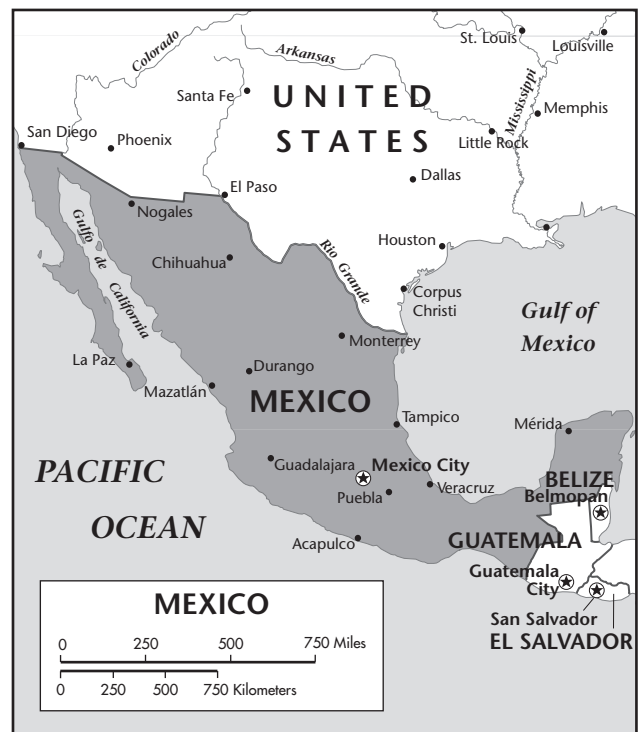 Colorado
Arkansas
St. Louis
Louisville
Santa Fe
UNITED
STATES
Mississippi
Memphis
San Diego
Phoenix
Little Rock
El Paso
Dallas
Nogales
Houston
Chihuahua
Gulfo de California
Rio Grande
Corpus
Christi
Gulf of
Mexico
Monterrey
La Paz
Durango
Mazatlán
MEXICO
Tampico
Mérida
PACIFIC
OCEAN
Guadalajara
Mexico City
Puebla
Veracruz
BELIZE
Belmopan
Acapulco
GUATEMALA
Guatemala
City
San Salvador
EL SALVADOR
MEXICO
0 250 500 750 Miles
0 250 500 750 Kilometers